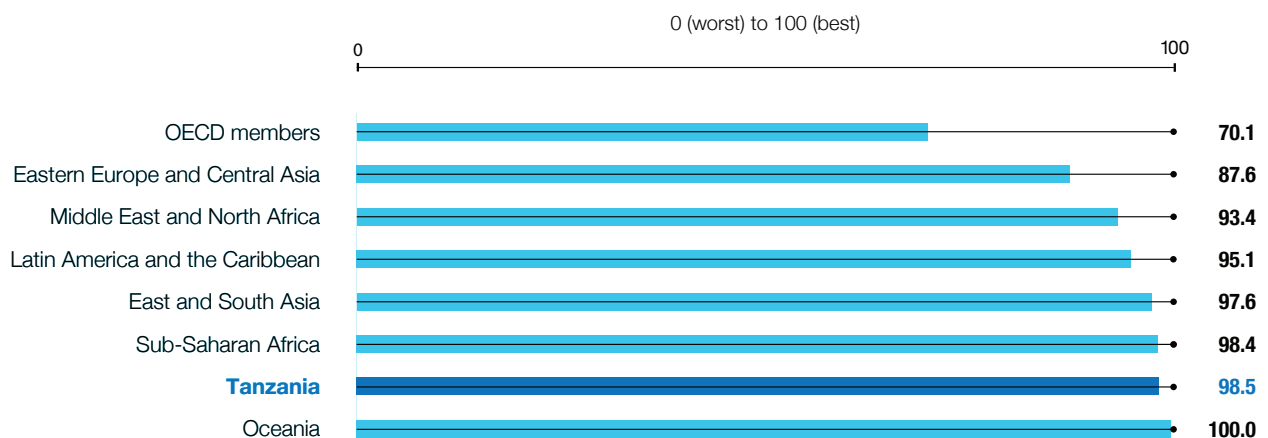 0 (worst) to 100 (best)
0 100
OECD members 70.1
Eastern Europe and Central Asia 87.6
Middle East and North Africa 93.4
Latin America and the Caribbean 95.1
East and South Asia 97.6
Sub-Saharan Africa 98.4
Tanzania 98.5
Oceania 100.0